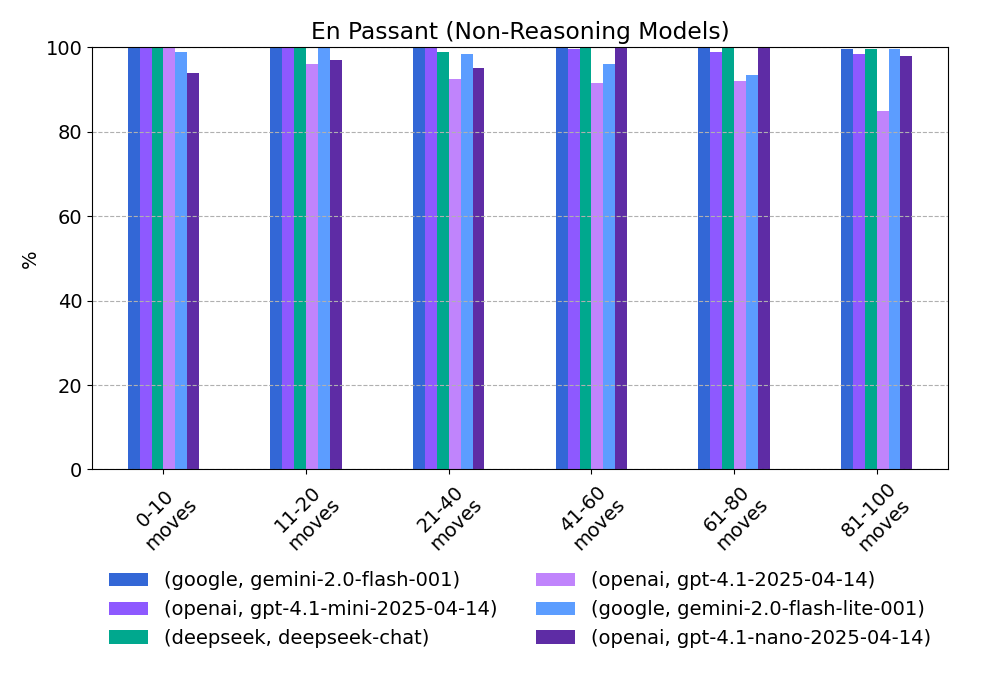 En Passant (Non-Reasoning Models)
100
80
60
40
20
0
%
0-10
moves
11-20
moves
21-40
moves
41-60
moves
61-80
moves
81-100
moves
(google, gemini-2.0-flash-001)
(openai, gpt-4.1-mini-2025-04-14)
(deepseek, deepseek-chat)
(openai, gpt-4.1-2025-04-14)
(google, gemini-2.0-flash-lite-001)
(openai, gpt-4.1-nano-2025-04-14)